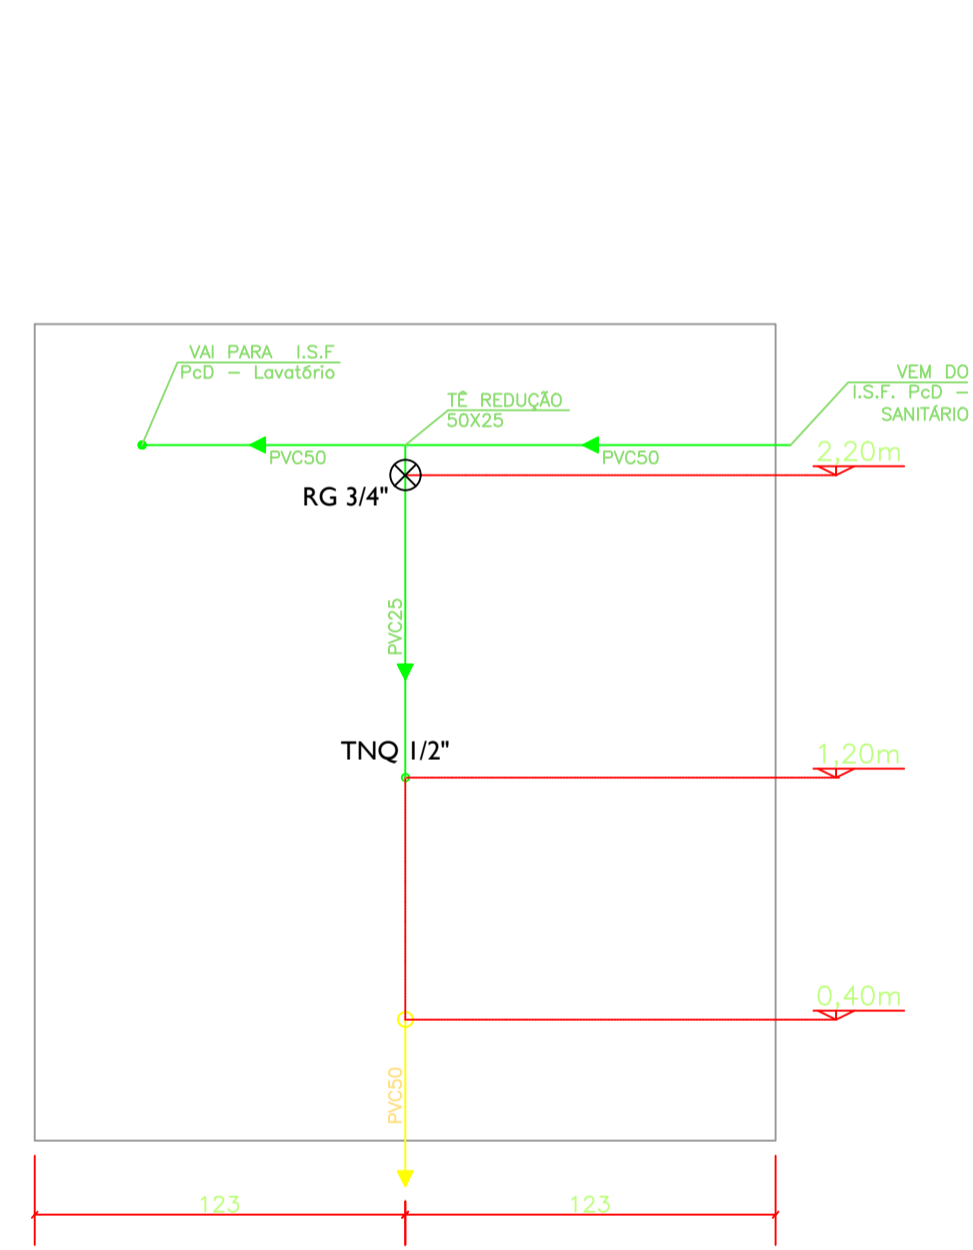 VAI PARA I.S.F
PcD - Lavatório
TÊ REDUÇÃO
50X25
VEM DO
I.S.F. PcD -
SANITÁRIO
PVC50
PVC50
2,20m
RG 3/4"
PVC25
TNQ 1/2"
1,20m
0,40m
PVC50
123
123